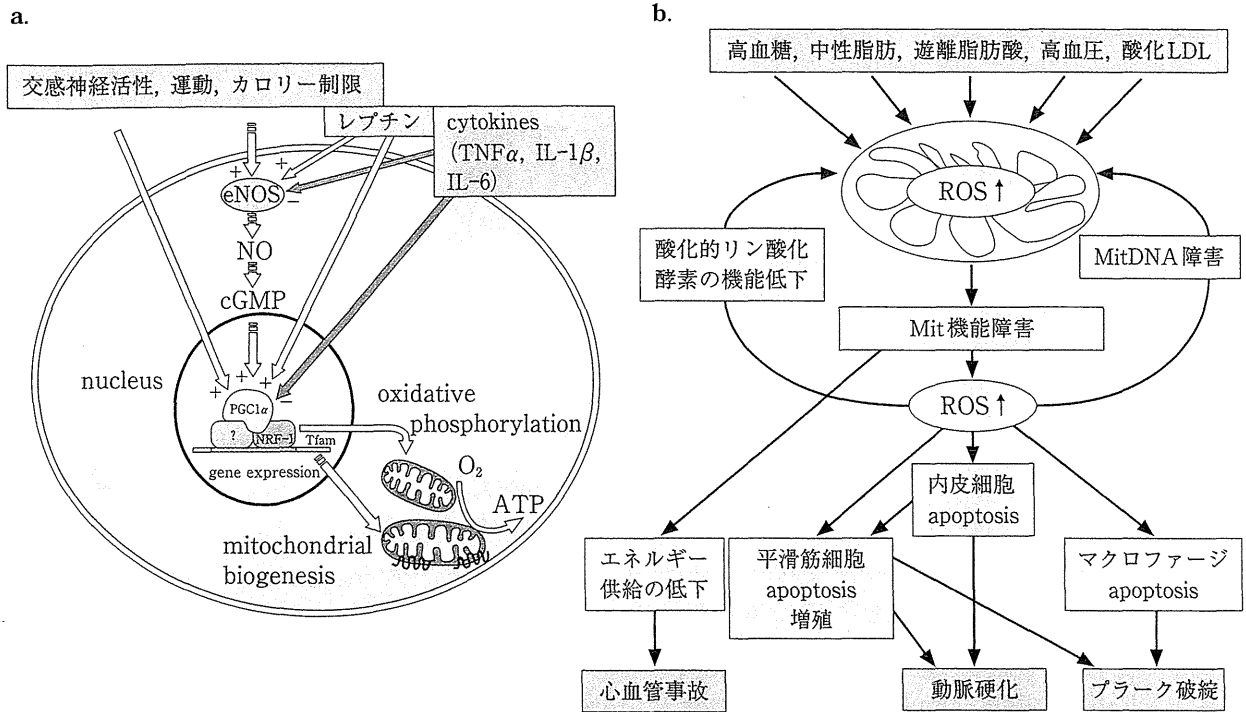 a.
交感神経活性, 運動, カロリー制限
レプチン
cytokines
(TNFα, IL-1β,
IL-6)
+
+
eNOS
−
NO
cGMP
nucleus
+
+
+
−
PGC1α
?
NRF-1
Tfam
gene expression
oxidative
phosphorylation
O₂
ATP
mitochondrial
biogenesis
b.
高血糖, 中性脂肪, 遊離脂肪酸, 高血圧, 酸化LDL
ROS↑
酸化的リン酸化
酵素の機能低下
MitDNA障害
Mit機能障害
ROS↑
内皮細胞
apoptosis
エネルギー
供給の低下
平滑筋細胞
apoptosis
増殖
マクロファージ
apoptosis
心血管事故
動脈硬化
プラーク破綻